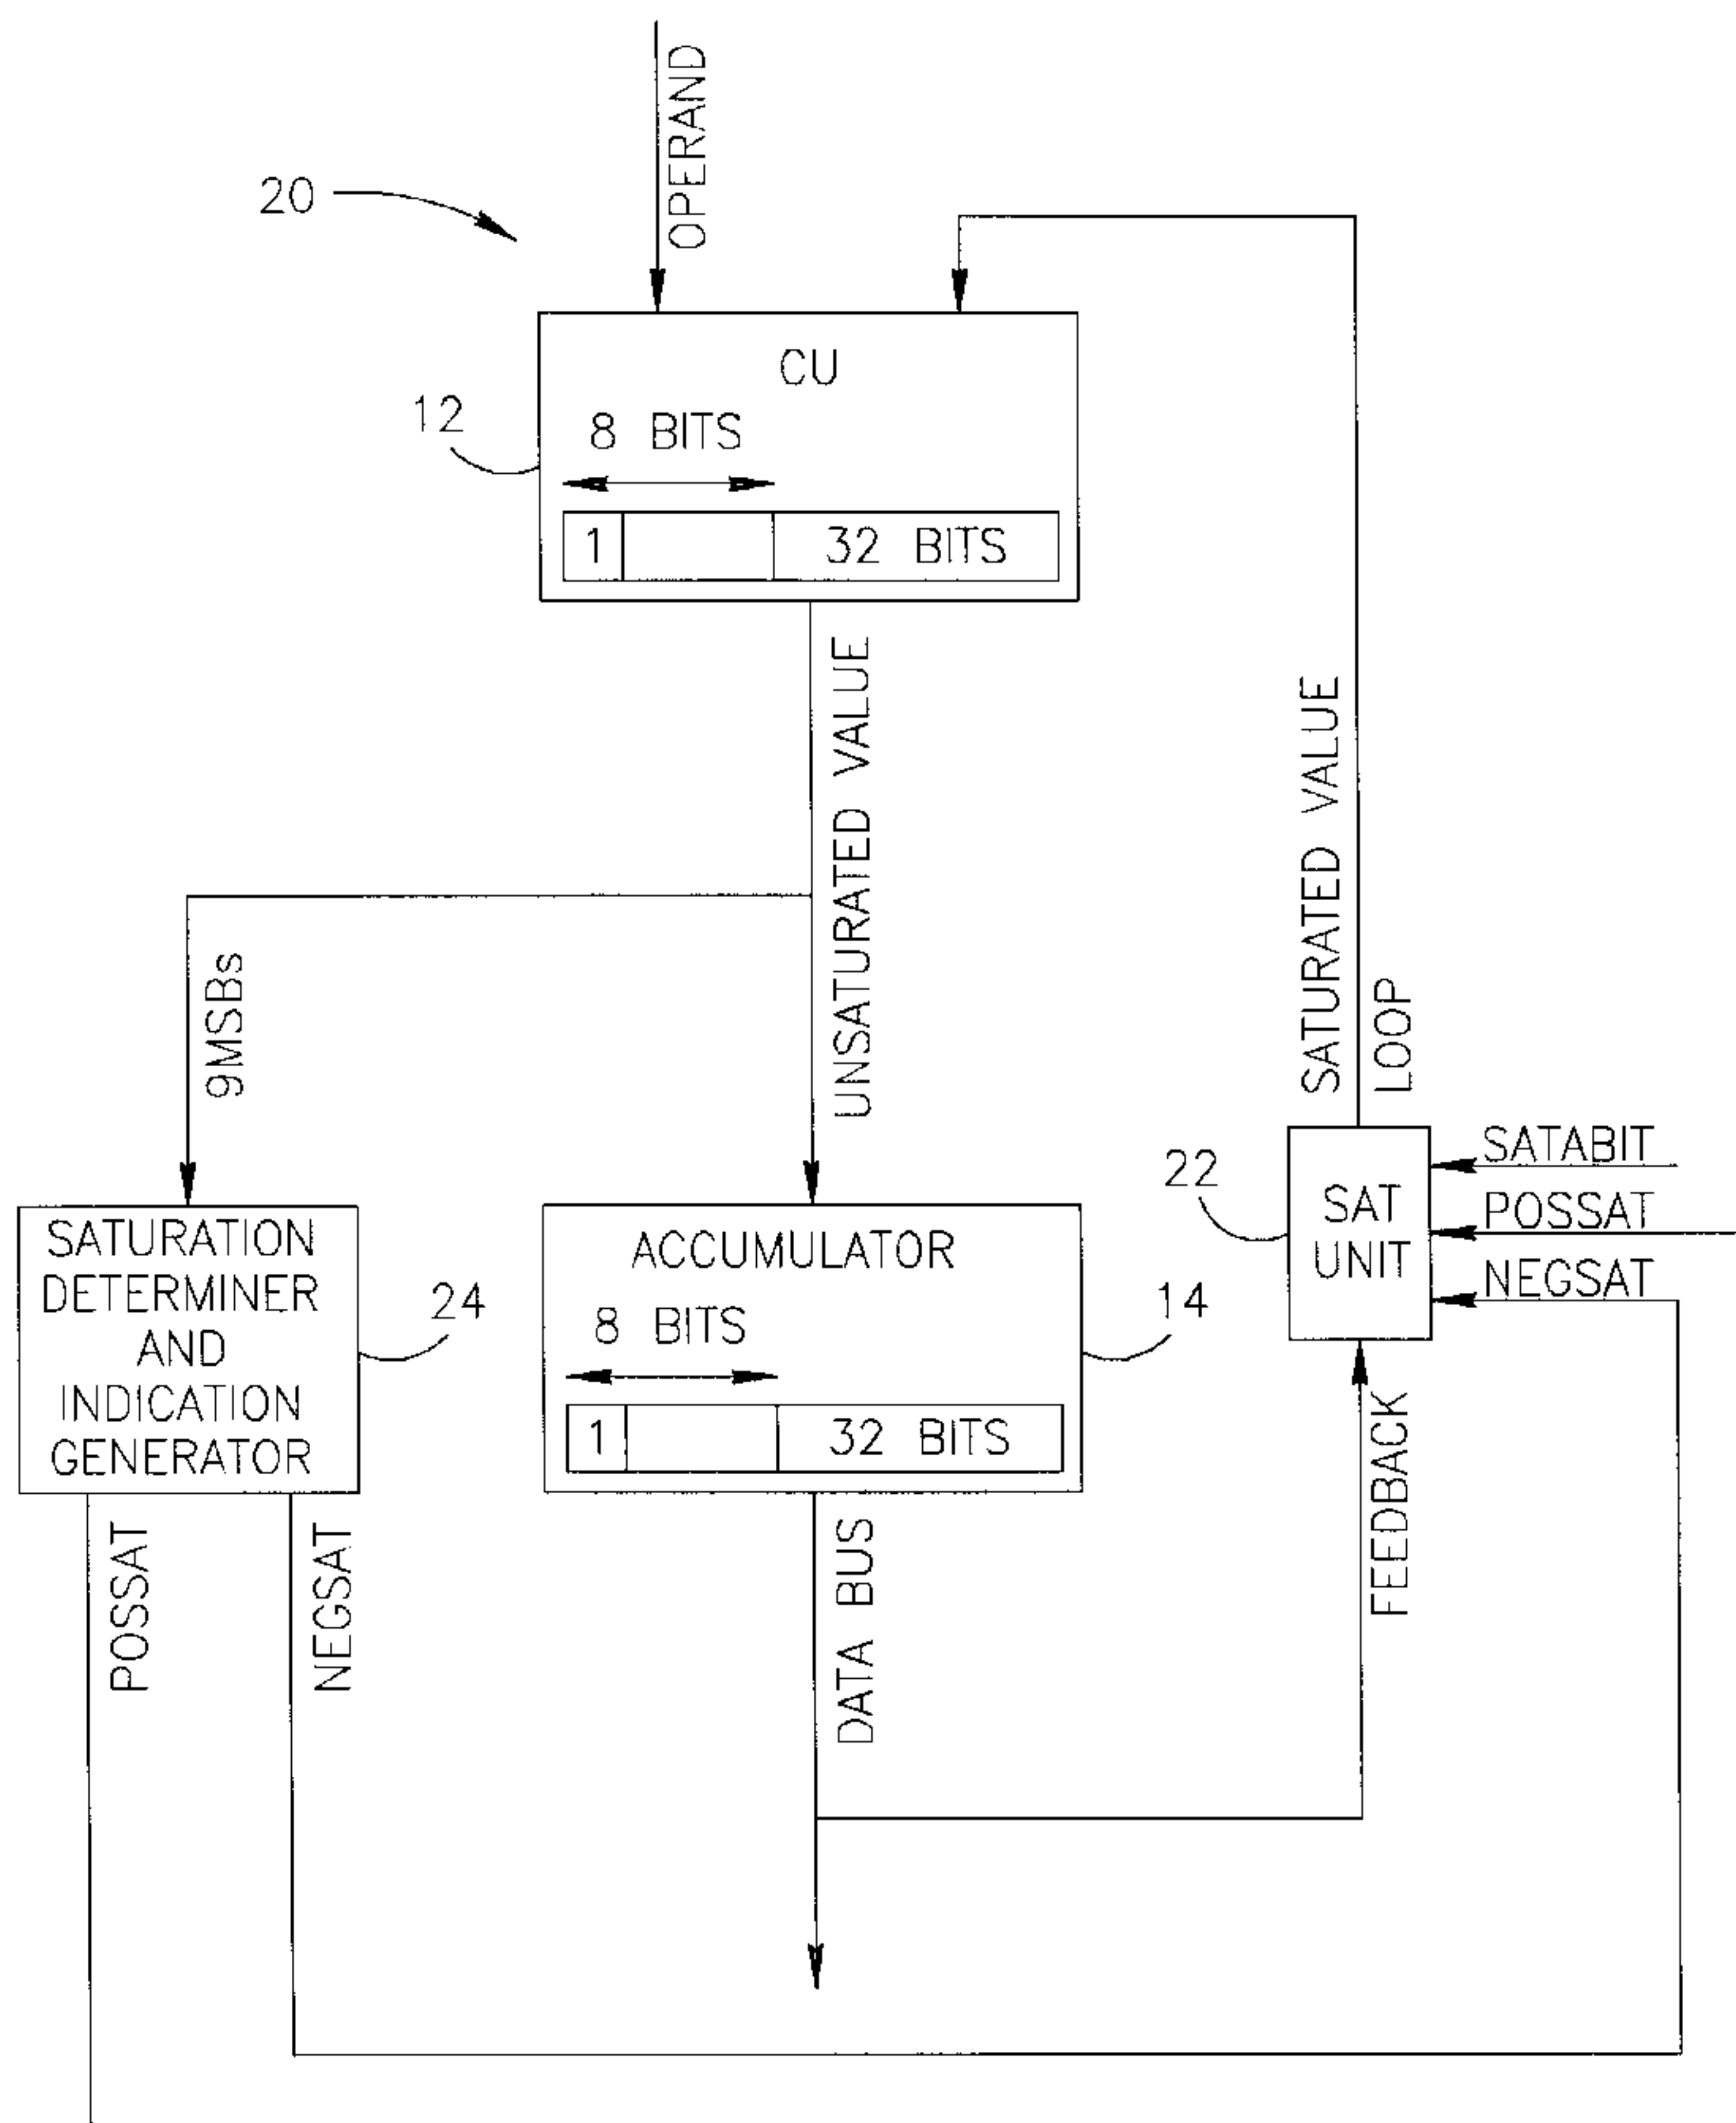 OPERAND
20
CU
12
8 BITS
1
32 BITS
UNSATURATED VALUE
SATURATED VALUE
LOOP
9MSBs
SATABIT
22
SAT
UNIT
POSSAT
NEGSAT
SATURATION
DETERMINER
AND
INDICATION
GENERATOR
24
ACCUMULATOR
14
8 BITS
1
32 BITS
FEEDBACK
POSSAT
NEGSAT
DATA BUS